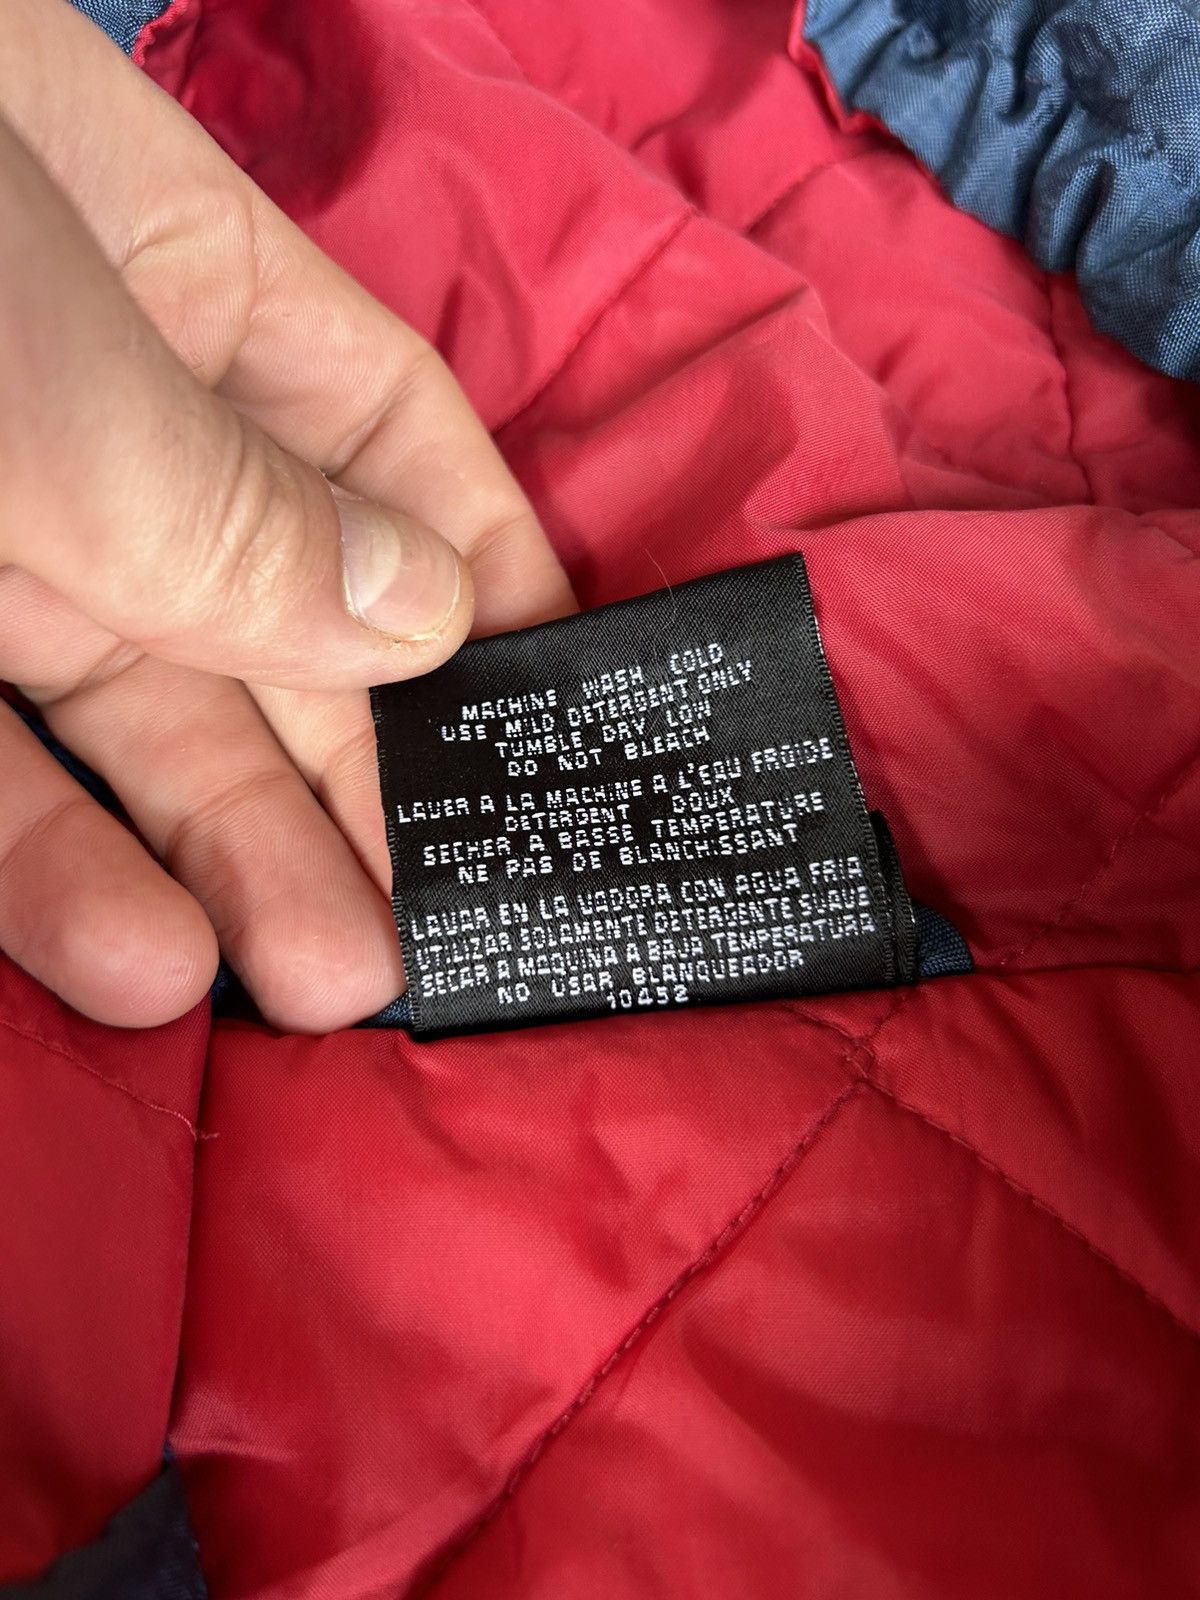 MACHINE WASH COLD
USE MILD DETERGENT ONLY
TUMBLE DRY LOW
DO NOT BLEACH
LAVER A LA MACHINE A L'EAU FROIDE
DETERGENT DOUX
SECHER A BASSE TEMPERATURE
NE PAS DE BLANCHISSANT
LAVAR EN LA LAVADORA CON AGUA FRIA
UTILIZAR SOLAMENTE DETERGENTE SUAVE
SECAR A MAQUINA A BAJA TEMPERATURA
NO USAR BLANQUEADOR
10452